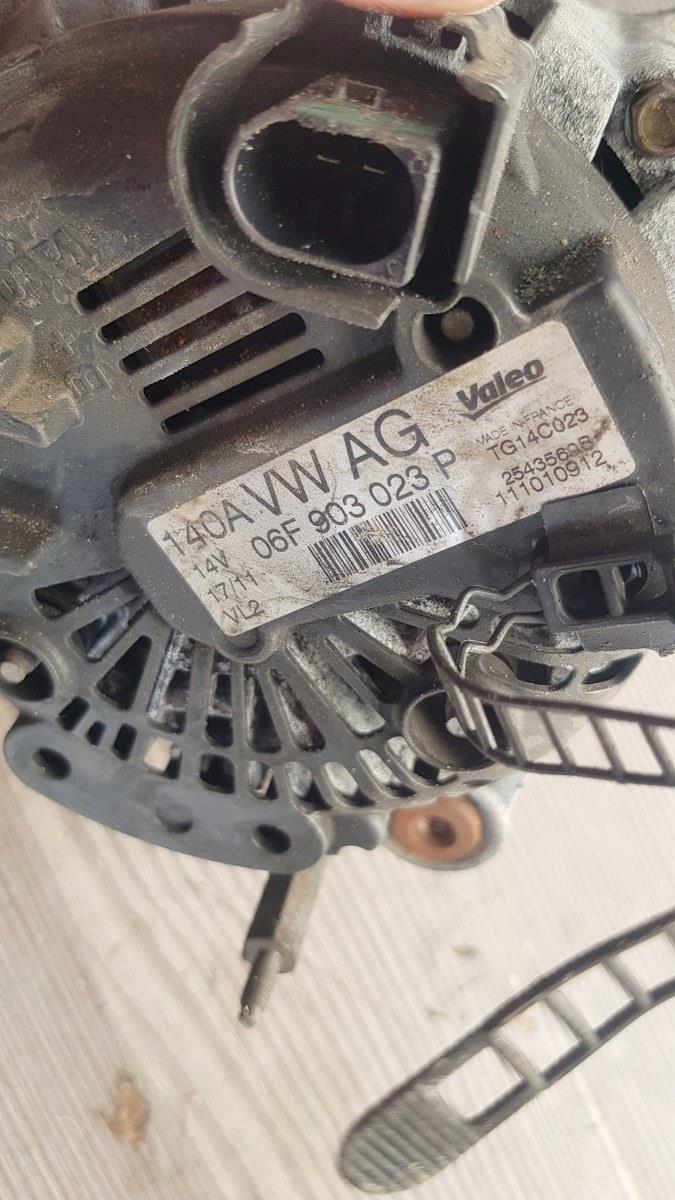 Valeo
MADE IN FRANCE
TG14C023
111010912
140A VW AG
14V 06F 903 023 P
17/11
VL2